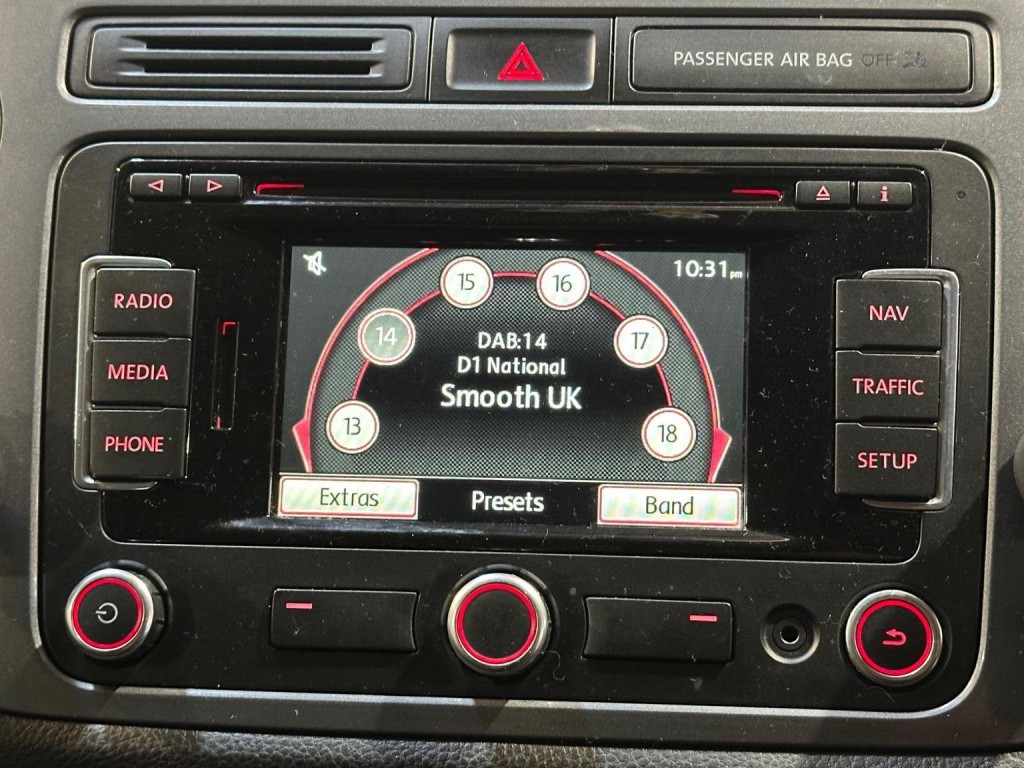 PASSENGER AIR BAG OFF
i
15
16
10:31pm
RADIO
14
DAB:14
17
NAV
D1 National
MEDIA
TRAFFIC
Smooth UK
13
18
PHONE
SETUP
Extras
Presets
Band